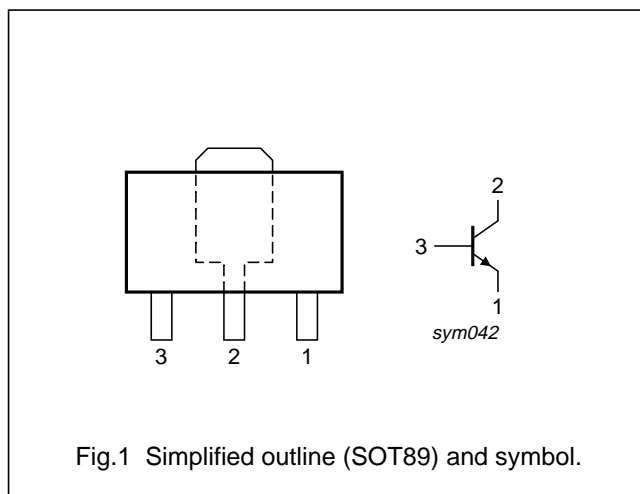 2
3
1
sym042
3 2 1
Fig.1 Simplified outline (SOT89) and symbol.